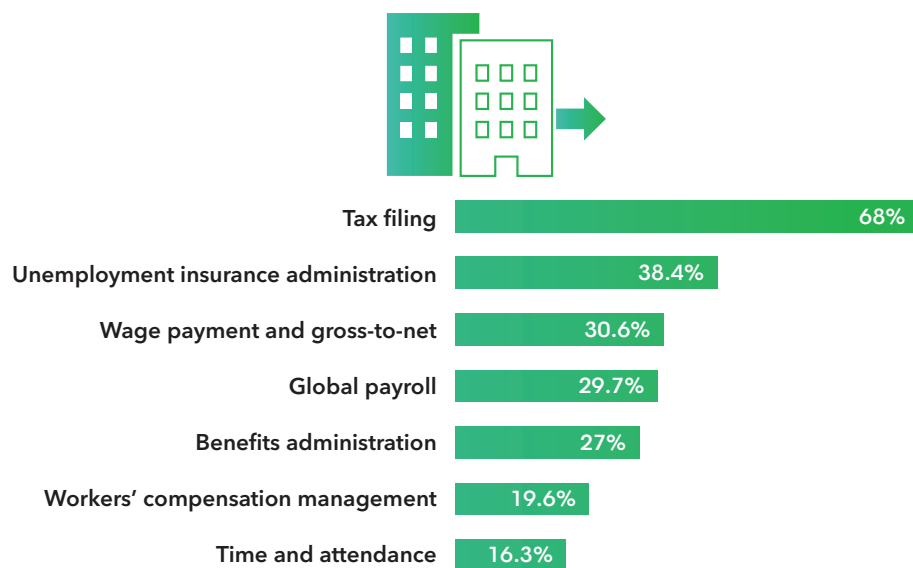 Tax filing 68%
Unemployment insurance administration 38.4%
Wage payment and gross-to-net 30.6%
Global payroll 29.7%
Benefits administration 27%
Workers’ compensation management 19.6%
Time and attendance 16.3%